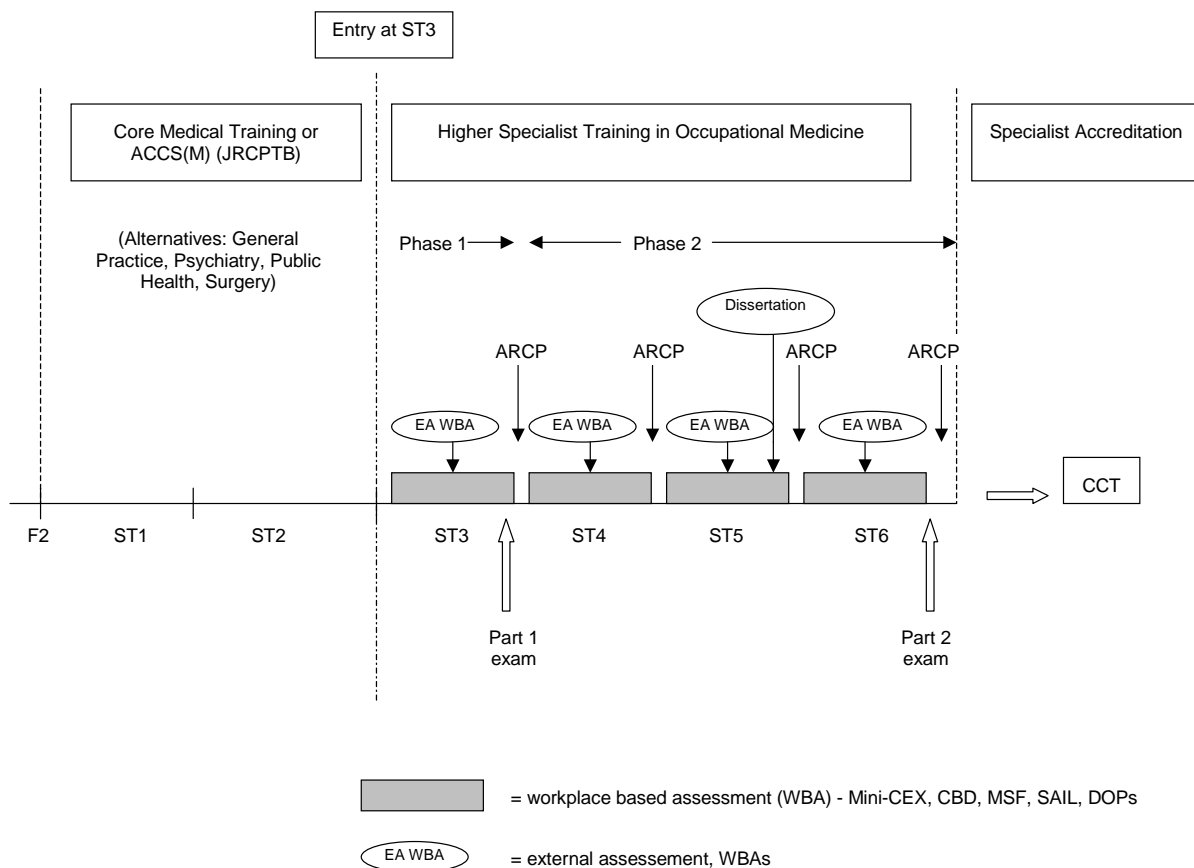 Entry at ST3
Core Medical Training or
ACCS(M) (JRCPTB)
Higher Specialist Training in Occupational Medicine
Specialist Accreditation
(Alternatives: General
Practice, Psychiatry, Public
Health, Surgery)
Phase 1
Phase 2
Dissertation
ARCP
ARCP
ARCP
ARCP
EA WBA
EA WBA
EA WBA
EA WBA
CCT
F2
ST1
ST2
ST3
ST4
ST5
ST6
Part 1
exam
Part 2
exam
= workplace based assessment (WBA) - Mini-CEX, CBD, MSF, SAIL, DOPs
EA WBA
= external assessement, WBAs